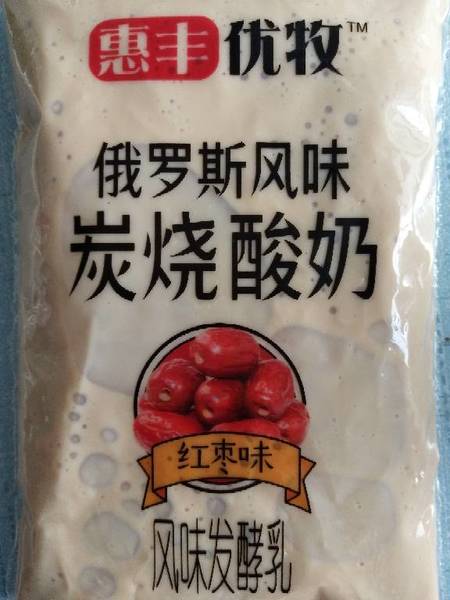 惠丰优牧™
俄罗斯风味
炭烧酸奶
红枣味
风味发酵乳